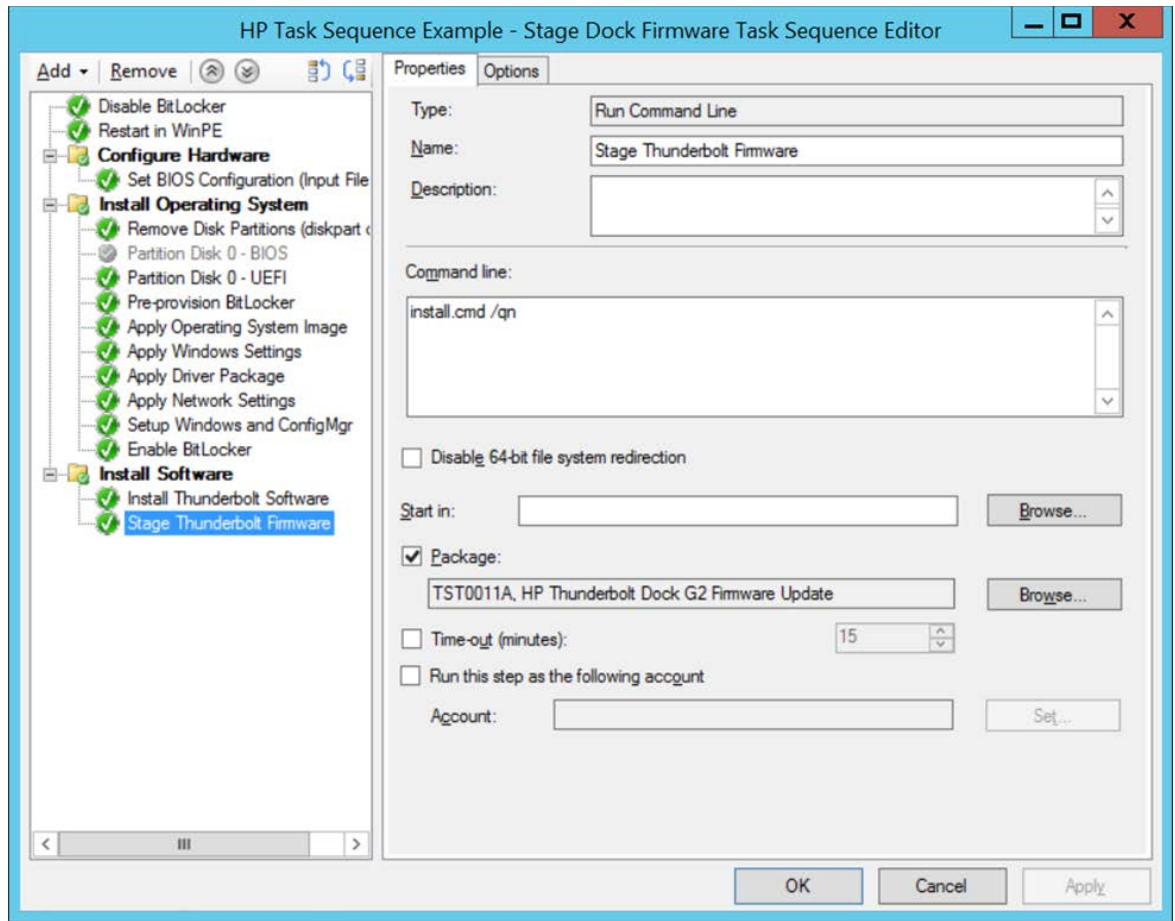 HP Task Sequence Example - Stage Dock Firmware Task Sequence Editor
X
Add
Remove
Disable BitLocker
Restart in WinPE
Configure Hardware
Set BIOS Configuration (Input File
Install Operating System
Remove Disk Partitions (diskpart c
Partition Disk 0 - BIOS
Partition Disk 0 - UEFI
Pre-provision BitLocker
Apply Operating System Image
Apply Windows Settings
Apply Driver Package
Apply Network Settings
Setup Windows and ConfigMgr
Enable BitLocker
Install Software
Install Thunderbolt Software
Stage Thunderbolt Firmware
Properties Options
Type: Run Command Line
Name: Stage Thunderbolt Firmware
Description:
Command line:
install.cmd /qn
Disable 64-bit file system redirection
Start in: Browse...
Package:
TST0011A, HP Thunderbolt Dock G2 Firmware Update Browse...
Time-out (minutes): 15
Run this step as the following account
Account: Set...
OK Cancel Apply